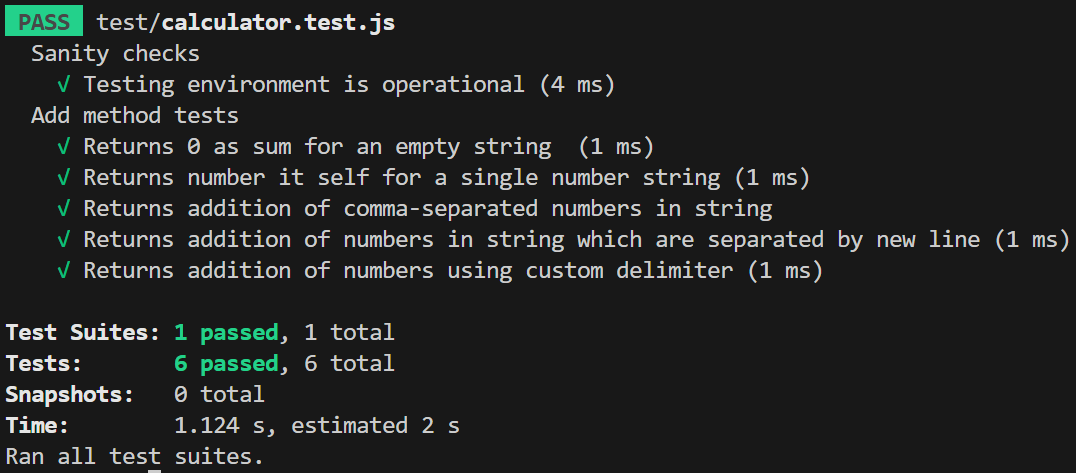 PASS test/calculator.test.js
Sanity checks
√ Testing environment is operational (4 ms)
Add method tests
√ Returns 0 as sum for an empty string  (1 ms)
√ Returns number it self for a single number string (1 ms)
√ Returns addition of comma-separated numbers in string
√ Returns addition of numbers in string which are separated by new line (1 ms)
√ Returns addition of numbers using custom delimiter (1 ms)
Test Suites: 1 passed, 1 total
Tests:       6 passed, 6 total
Snapshots:   0 total
Time:        1.124 s, estimated 2 s
Ran all test suites.